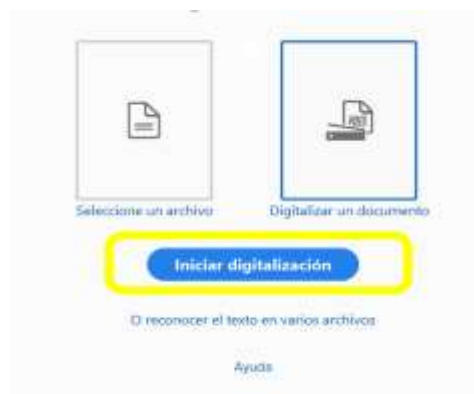 Seleccione un archivo
Digitalizar un documento
Iniciar digitalización
O reconocer el texto en varios archivos
Ayuda